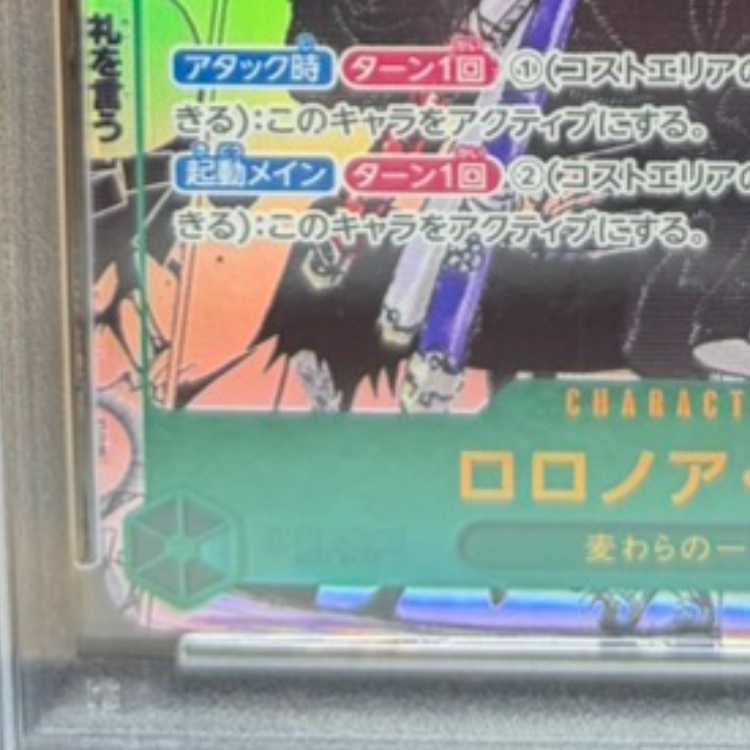 礼を言う
アタック時 ターン1回 ①(コストエリアの
きる):このキャラをアクティブにする。
起動メイン ターン1回 ②(コストエリアの
きる):このキャラをアクティブにする。
CHARACT
ロロノア・
麦わらの一